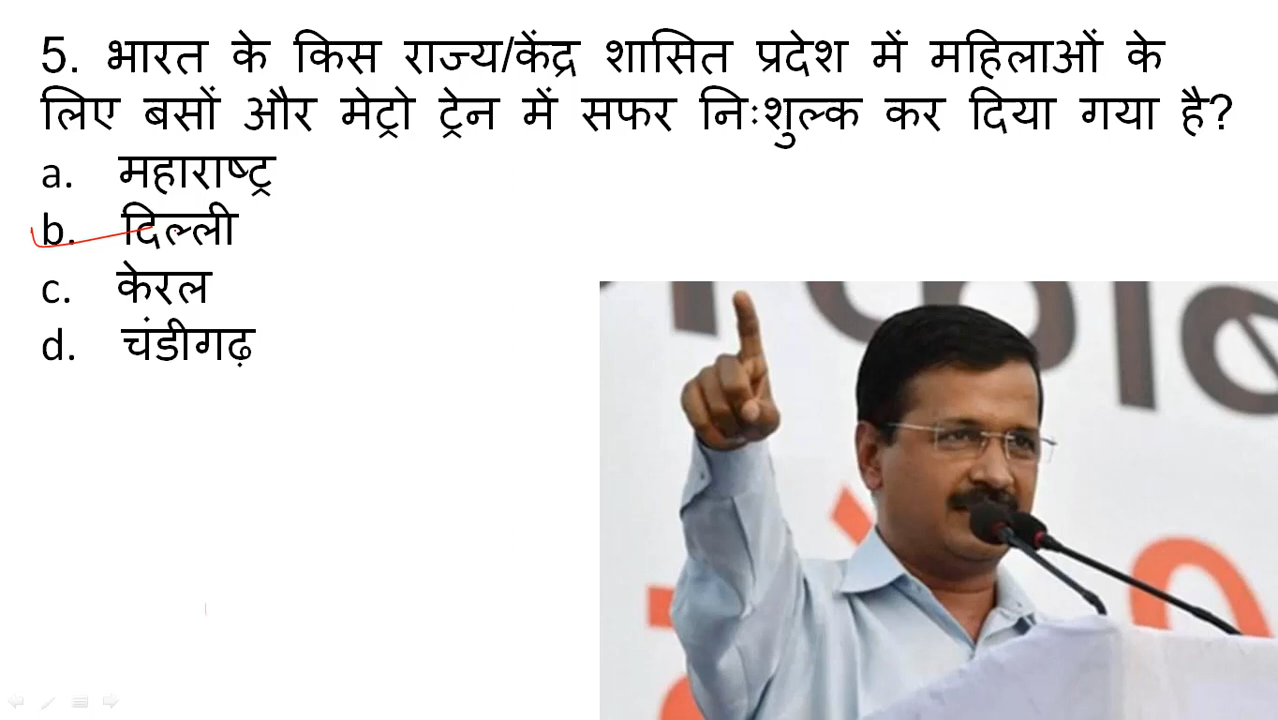 5. भारत के किस राज्य/केंद्र शासित प्रदेश में महिलाओं के
लिए बसों और मेट्रो ट्रेन में सफर निःशुल्क कर दिया गया है?
a. महाराष्ट्र
b. दिल्ली
c. केरल
d. चंडीगढ़